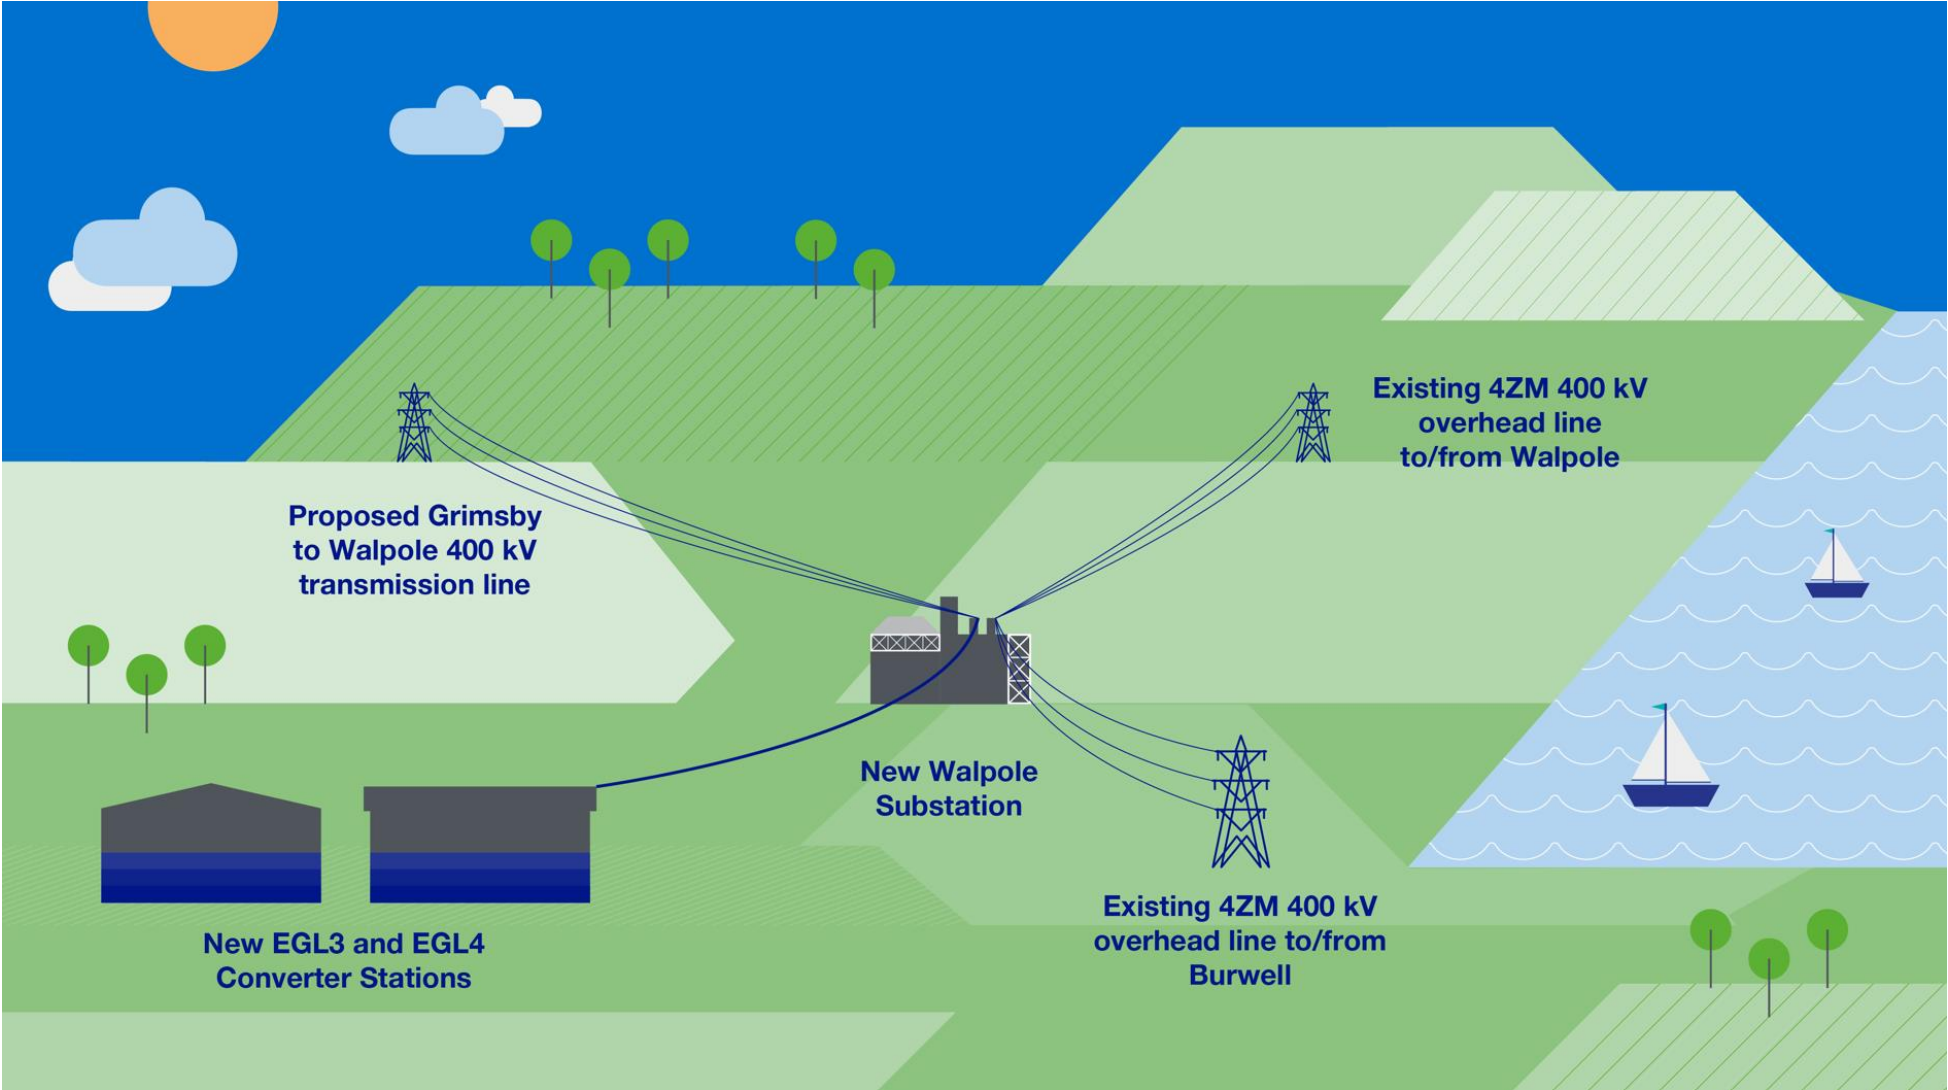 Existing 4ZM 400 kV
overhead line
to/from Walpole
Proposed Grimsby
to Walpole 400 kV
transmission line
New Walpole
Substation
Existing 4ZM 400 kV
overhead line to/from
Burwell
New EGL3 and EGL4
Converter Stations